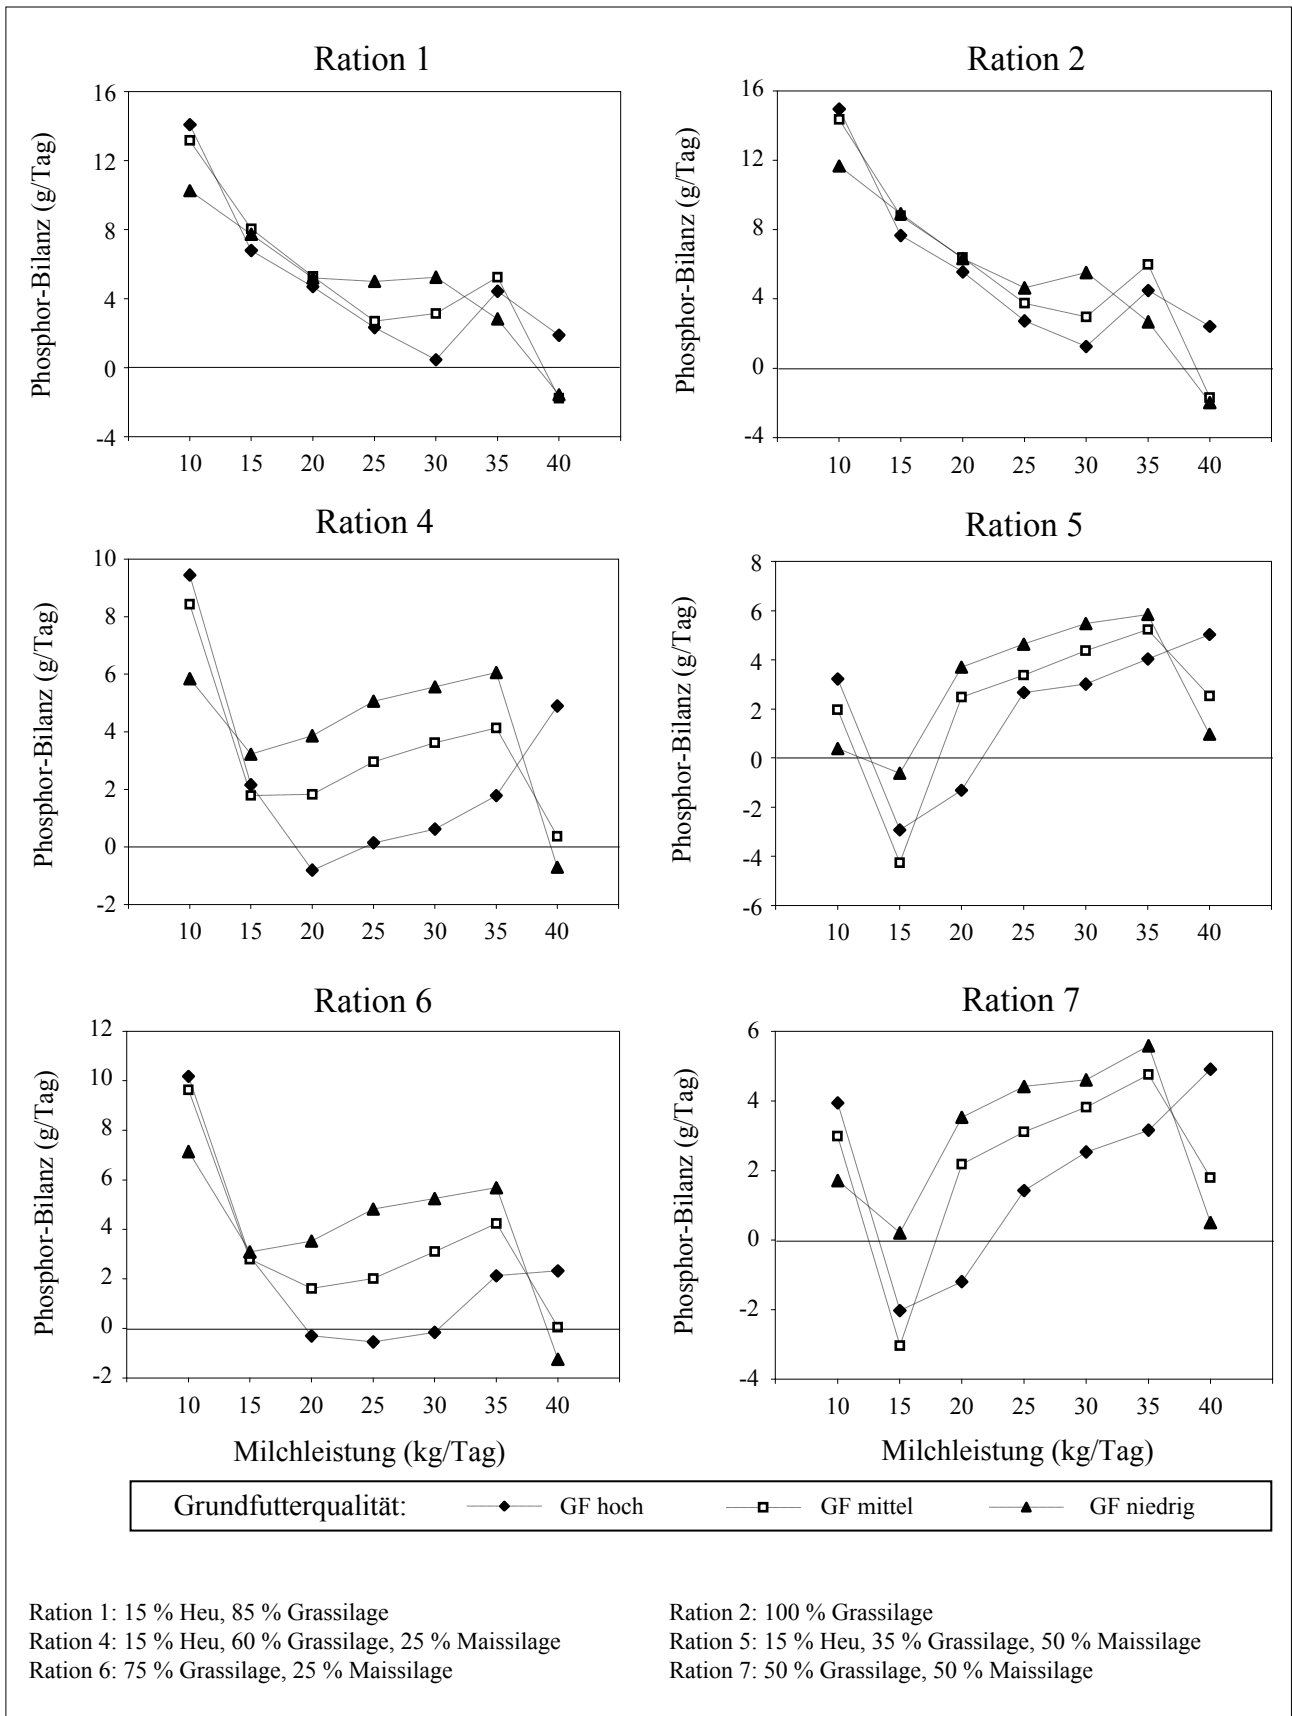 Ration 1
Phosphor-Bilanz (g/Tag)
16
12
8
4
0
-4
10 15 20 25 30 35 40
Ration 2
Phosphor-Bilanz (g/Tag)
16
12
8
4
0
-4
10 15 20 25 30 35 40
Ration 4
Phosphor-Bilanz (g/Tag)
10
8
6
4
2
0
-2
10 15 20 25 30 35 40
Ration 5
Phosphor-Bilanz (g/Tag)
8
6
4
2
0
-2
-4
-6
10 15 20 25 30 35 40
Ration 6
Phosphor-Bilanz (g/Tag)
12
10
8
6
4
2
0
-2
10 15 20 25 30 35 40
Milchleistung (kg/Tag)
Ration 7
Phosphor-Bilanz (g/Tag)
6
4
2
0
-2
-4
10 15 20 25 30 35 40
Milchleistung (kg/Tag)
Grundfutterqualität: GF hoch GF mittel GF niedrig
Ration 1: 15 % Heu, 85 % Grassilage
Ration 2: 100 % Grassilage
Ration 4: 15 % Heu, 60 % Grassilage, 25 % Maissilage
Ration 5: 15 % Heu, 35 % Grassilage, 50 % Maissilage
Ration 6: 75 % Grassilage, 25 % Maissilage
Ration 7: 50 % Grassilage, 50 % Maissilage